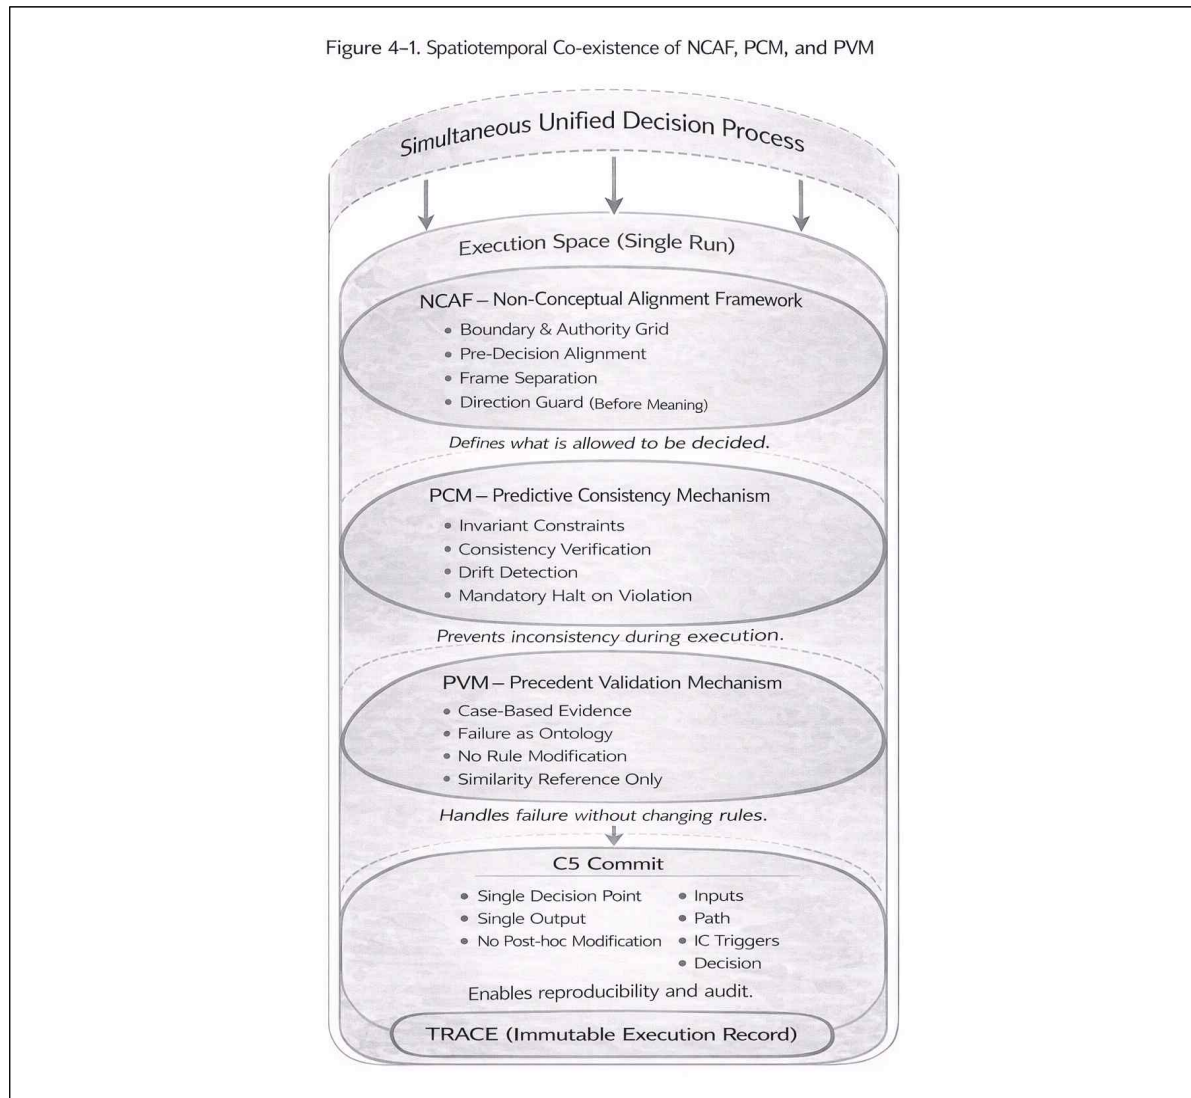 Figure 4–1. Spatiotemporal Co-existence of NCAF, PCM, and PVM
Simultaneous Unified Decision Process
Execution Space (Single Run)
NCAF – Non-Conceptual Alignment Framework
• Boundary & Authority Grid
• Pre-Decision Alignment
• Frame Separation
• Direction Guard (Before Meaning)
Defines what is allowed to be decided.
PCM – Predictive Consistency Mechanism
• Invariant Constraints
• Consistency Verification
• Drift Detection
• Mandatory Halt on Violation
Prevents inconsistency during execution.
PVM – Precedent Validation Mechanism
• Case-Based Evidence
• Failure as Ontology
• No Rule Modification
• Similarity Reference Only
Handles failure without changing rules.
C5 Commit
• Single Decision Point
• Single Output
• No Post-hoc Modification
• Inputs
• Path
• IC Triggers
• Decision
Enables reproducibility and audit.
TRACE (Immutable Execution Record)